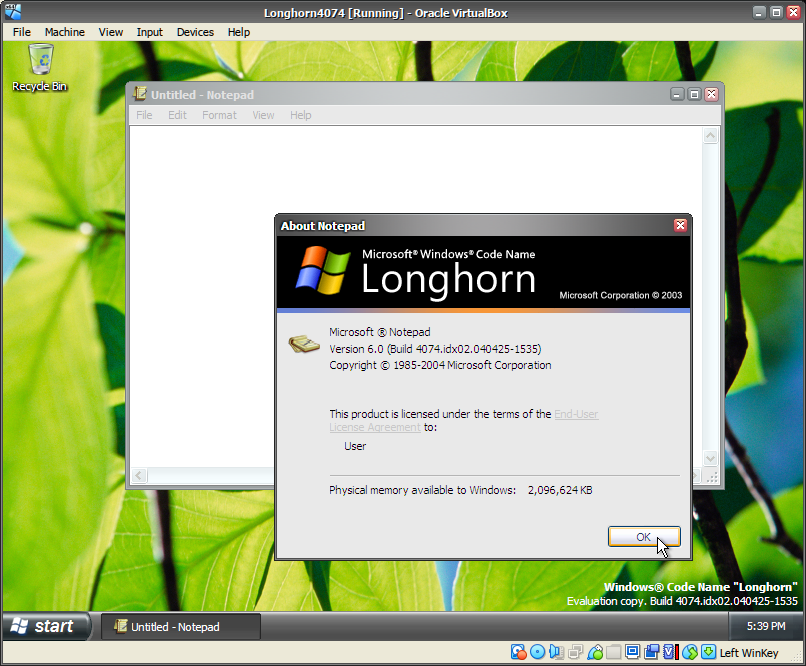 Longhorn4074 [Running] - Oracle VirtualBox
File Machine View Input Devices Help
Recycle Bin
Untitled - Notepad
File Edit Format View Help
About Notepad
Microsoft® Windows® Code Name
Longhorn
Microsoft Corporation © 2003
Microsoft ® Notepad
Version 6.0 (Build 4074.idx02.040425-1535)
Copyright © 1985-2004 Microsoft Corporation
This product is licensed under the terms of the End-User
License Agreement to:
User
Physical memory available to Windows: 2,096,624 KB
OK
Windows® Code Name "Longhorn"
Evaluation copy. Build 4074.idx02.040425-1535
start
Untitled - Notepad
5:39 PM
Left WinKey